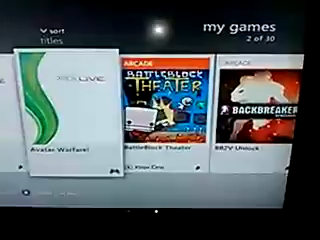 sort
titles
my games
2 of 30
XBOX LIVE
Avatar Warfare!
ARCADE
BATTLEBLOCK
THEATER
BattleBlock Theater
ARCADE
BACKBREAKER
BBZV Unlock